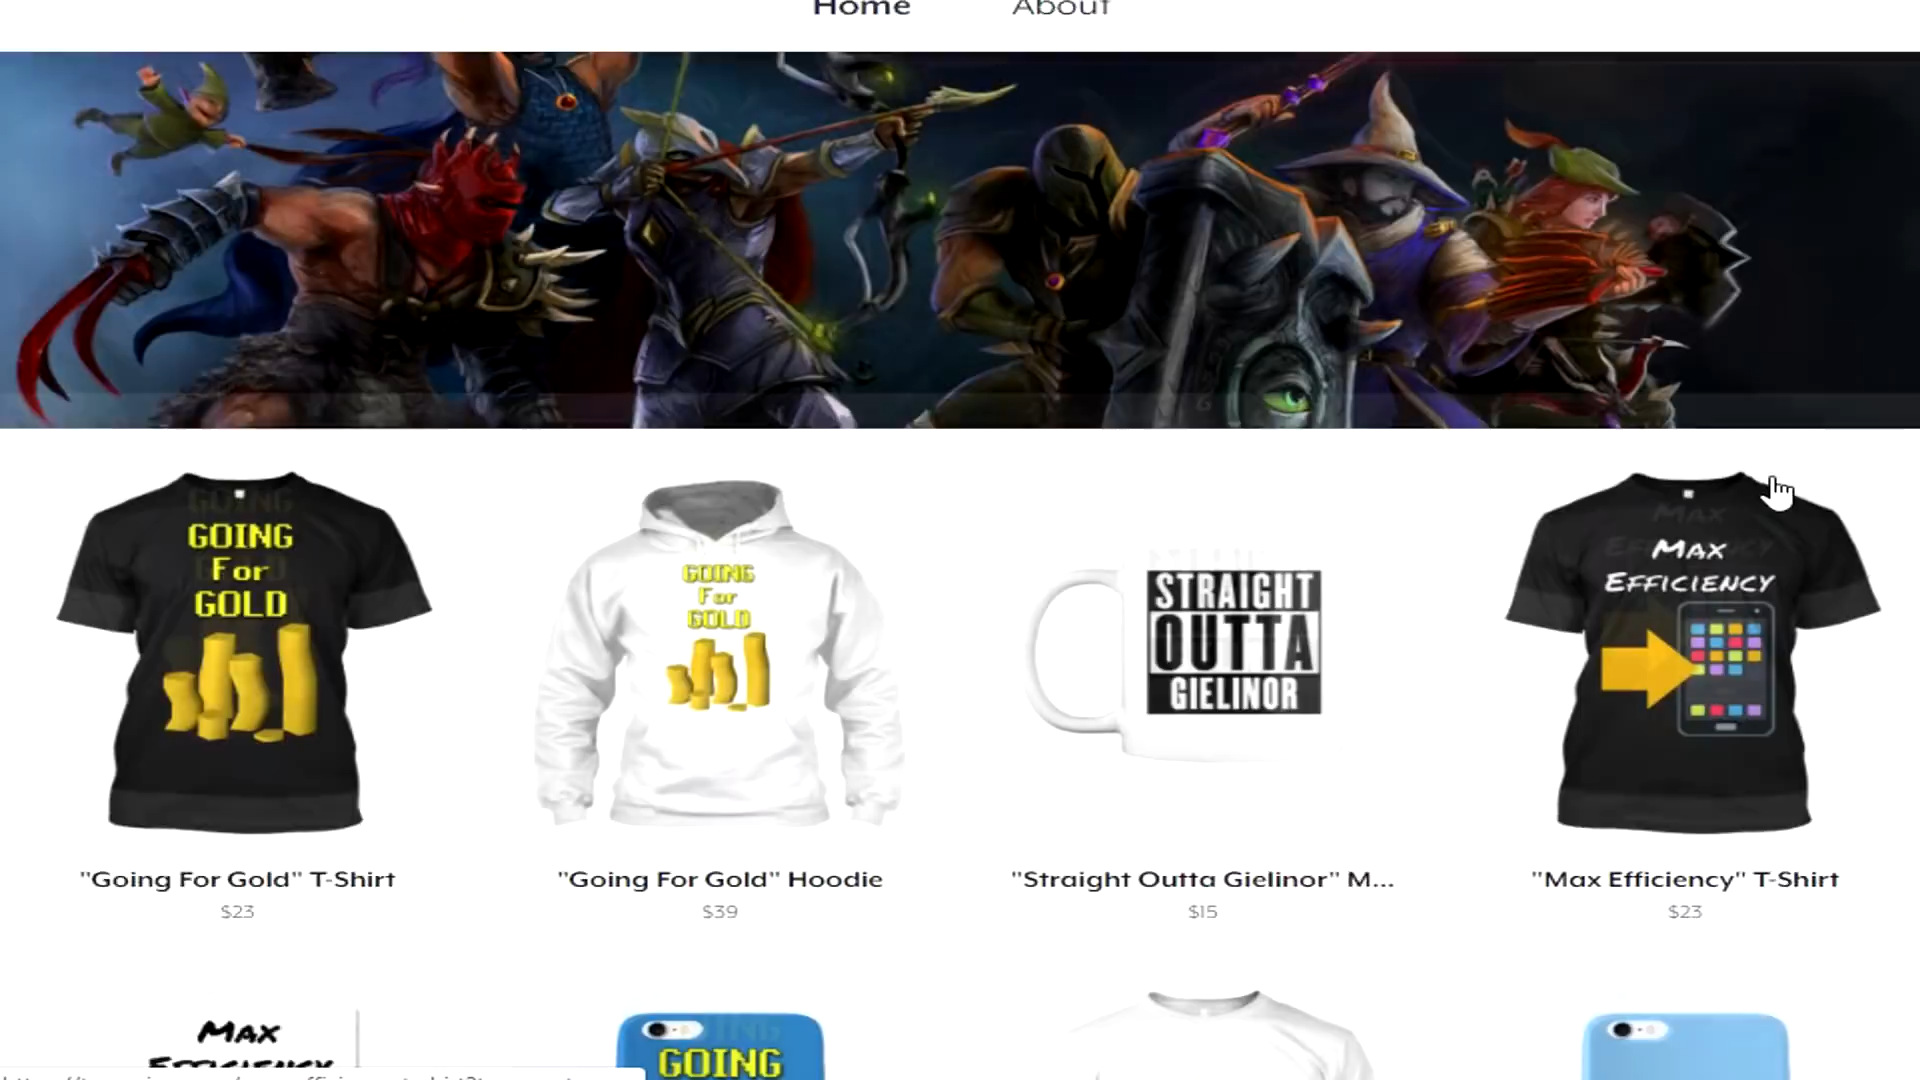 Home About
GOING
For
GOLD
GOING
For
GOLD
STRAIGHT
OUTTA
GIELINOR
MAX
EFFICIENCY
"Going For Gold" T-Shirt
"Going For Gold" Hoodie
"Straight Outta Gielinor" M...
"Max Efficiency" T-Shirt
$23
$39
$15
$23
MAX
EFFICIENCY
GOING